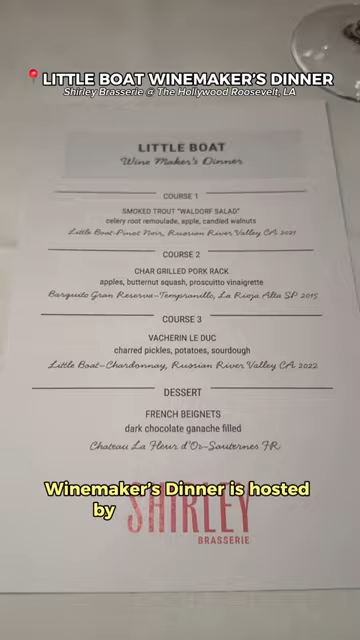 📍LITTLE BOAT WINEMAKER'S DINNER
Shirley Brasserie @ The Hollywood Roosevelt, LA
LITTLE BOAT
Wine Maker's Dinner
COURSE 1
SMOKED TROUT "WALDORF SALAD"
celery root remoulade, apple, candied walnuts
Little Boat-Pinot Noir, Russian River Valley CA 2021
COURSE 2
CHAR GRILLED PORK RACK
apples, butternut squash, proscuitto vinaigrette
Barquito Gran Reserva-Tempranillo, La Rioja Alta SP 2015
COURSE 3
VACHERIN LE DUC
charred pickles, potatoes, sourdough
Little Boat-Chardonnay, Russian River Valley CA 2022
DESSERT
FRENCH BEIGNETS
dark chocolate ganache filled
Chateau La Fleur d'Or-Sauternes FR
Winemaker's Dinner is hosted
by
SHIRLEY
BRASSERIE